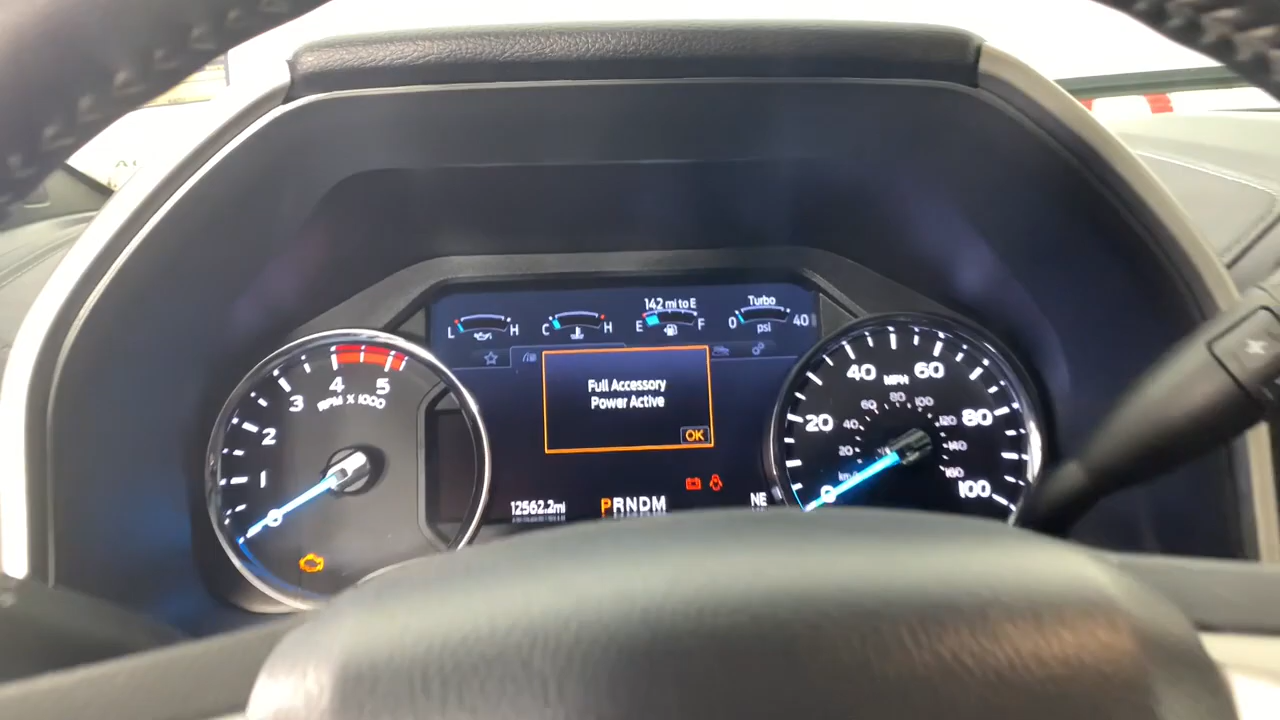 142 mi to E
Turbo
L H
C H
E F
0 40
psi
Full Accessory
Power Active
OK
12562.2mi
PRNDM
NE
1
2
3
4
5
RPM X 1000
0
20
40
60
80
100
MPH
20
40
60
80
100
120
140
160